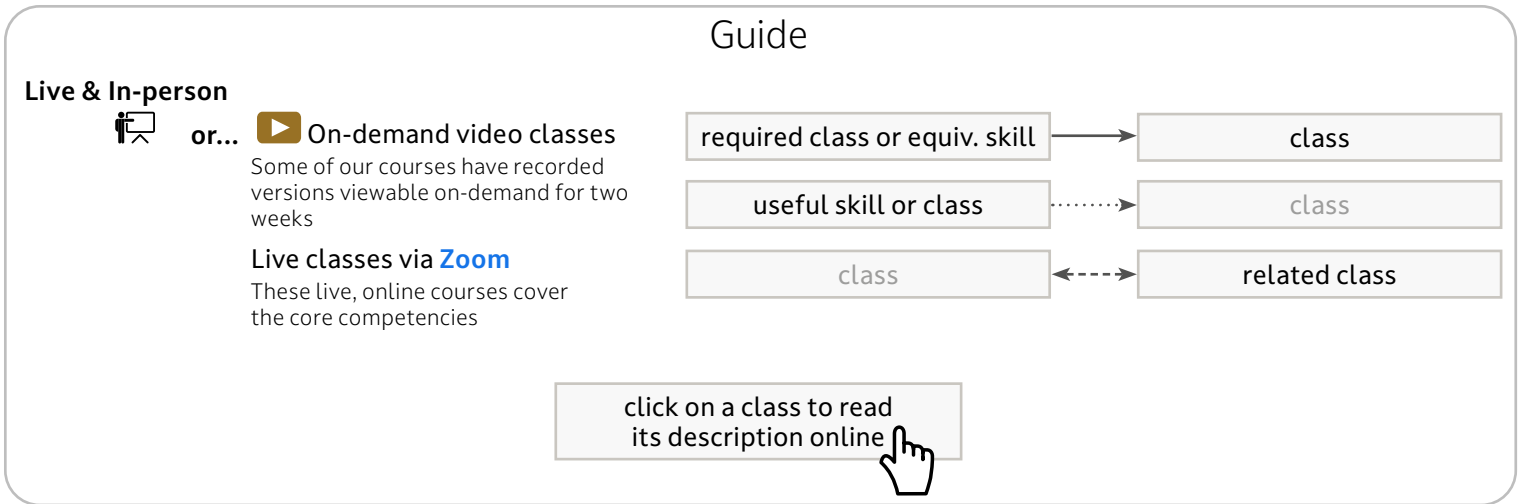 Guide
Live & In-person
or... On-demand video classes
Some of our courses have recorded
versions viewable on-demand for two
weeks
Live classes via Zoom
These live, online courses cover
the core competencies
required class or equiv. skill
class
useful skill or class
class
class
related class
click on a class to read
its description online